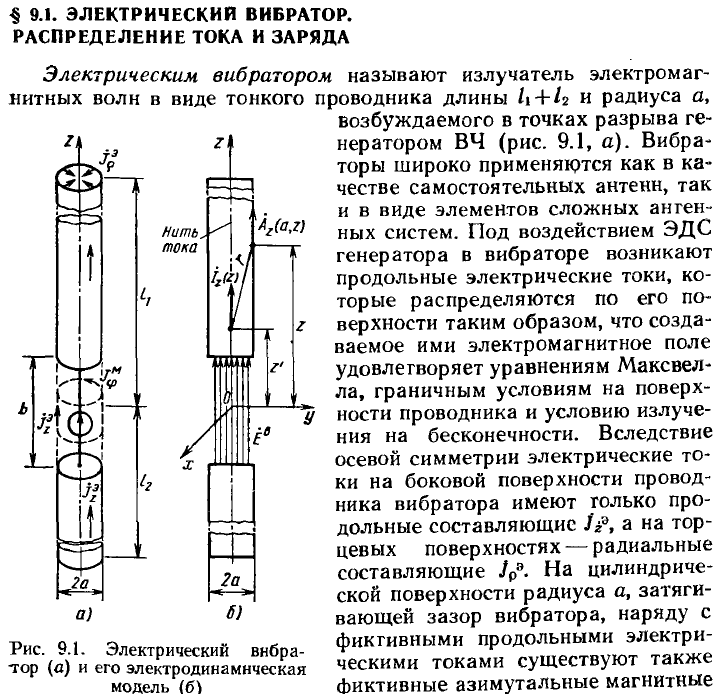 § 9.1. ЭЛЕКТРИЧЕСКИЙ ВИБРАТОР.
РАСПРЕДЕЛЕНИЕ ТОКА И ЗАРЯДА
Электрическим вибратором называют излучатель электромаг-
нитных волн в виде тонкого проводника длины l₁+l₂ и радиуса a,
возбуждаемого в точках разрыва ге-
нератором ВЧ (рис. 9.1, а). Вибра-
торы широко применяются как в ка-
честве самостоятельных антенн, так
и в виде элементов сложных антен-
ных систем. Под воздействием ЭДС
генератора в вибраторе возникают
продольные электрические токи, ко-
торые распределяются по его по-
верхности таким образом, что созда-
ваемое ими электромагнитное поле
удовлетворяет уравнениям Максвел-
ла, граничным условиям на поверх-
ности проводника и условию излуче-
ния на бесконечности. Вследствие
осевой симметрии электрические то-
ки на боковой поверхности провод-
ника вибратора имеют только про-
дольные составляющие j_z^э, а на тор-
цевых поверхностях — радиальные
составляющие j_ρ^э. На цилиндриче-
ской поверхности радиуса a, затяги-
вающей зазор вибратора, наряду с
фиктивными продольными электри-
ческими токами существуют также
фиктивные азимутальные магнитные
z
j_ρ^э
l₁
j_φ^м
b
j_z^э
l₂
j_z^э
2a
а)
z
Нить
тока
Ȧ_z(a,z)
r
İ_z(z)
z
z'
0
y
x
Ė^в
2a
б)
Рис. 9.1. Электрический вибра-
тор (а) и его электродинамическая
модель (б)